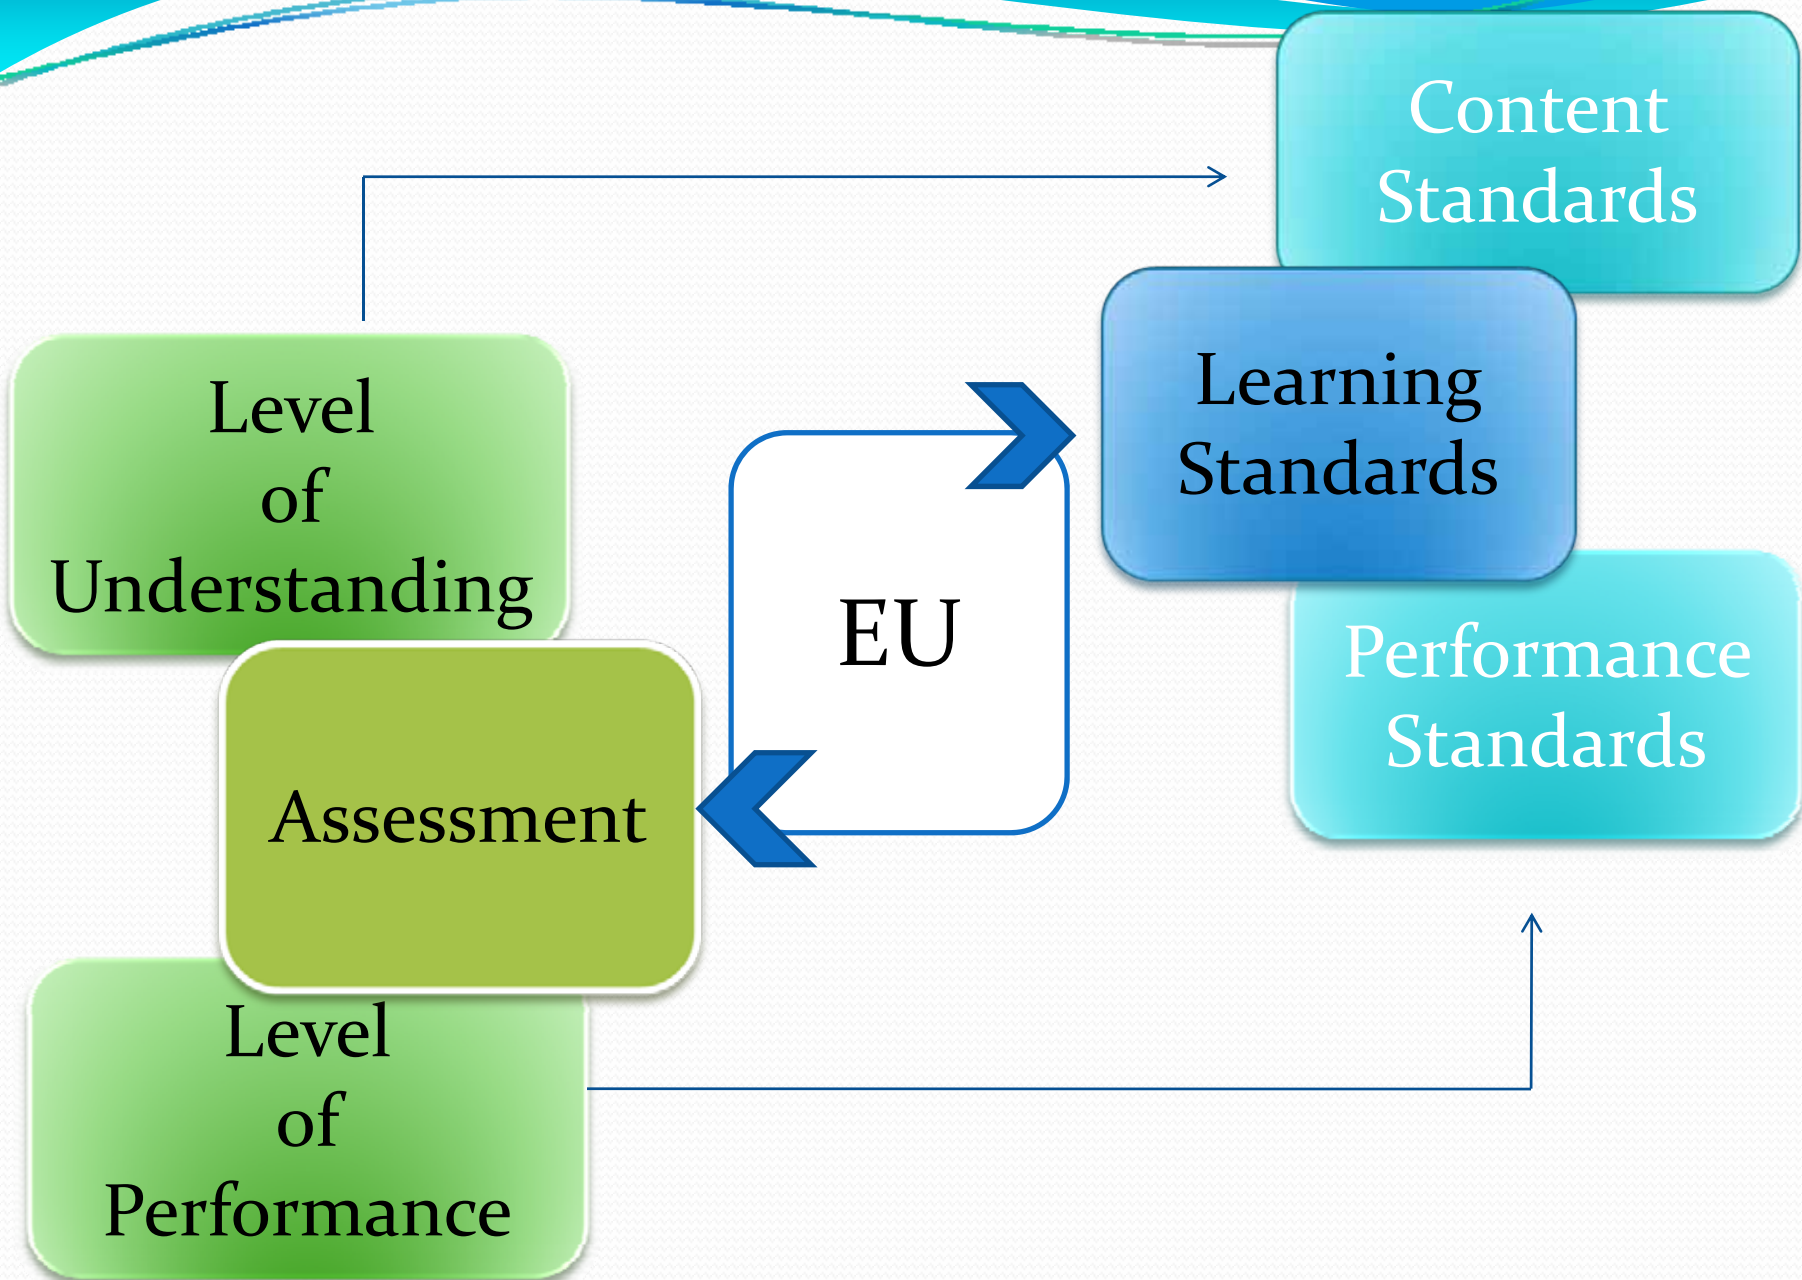 Content
Standards
Level
of
Understanding
Learning
Standards
EU
Performance
Standards
Assessment
Level
of
Performance